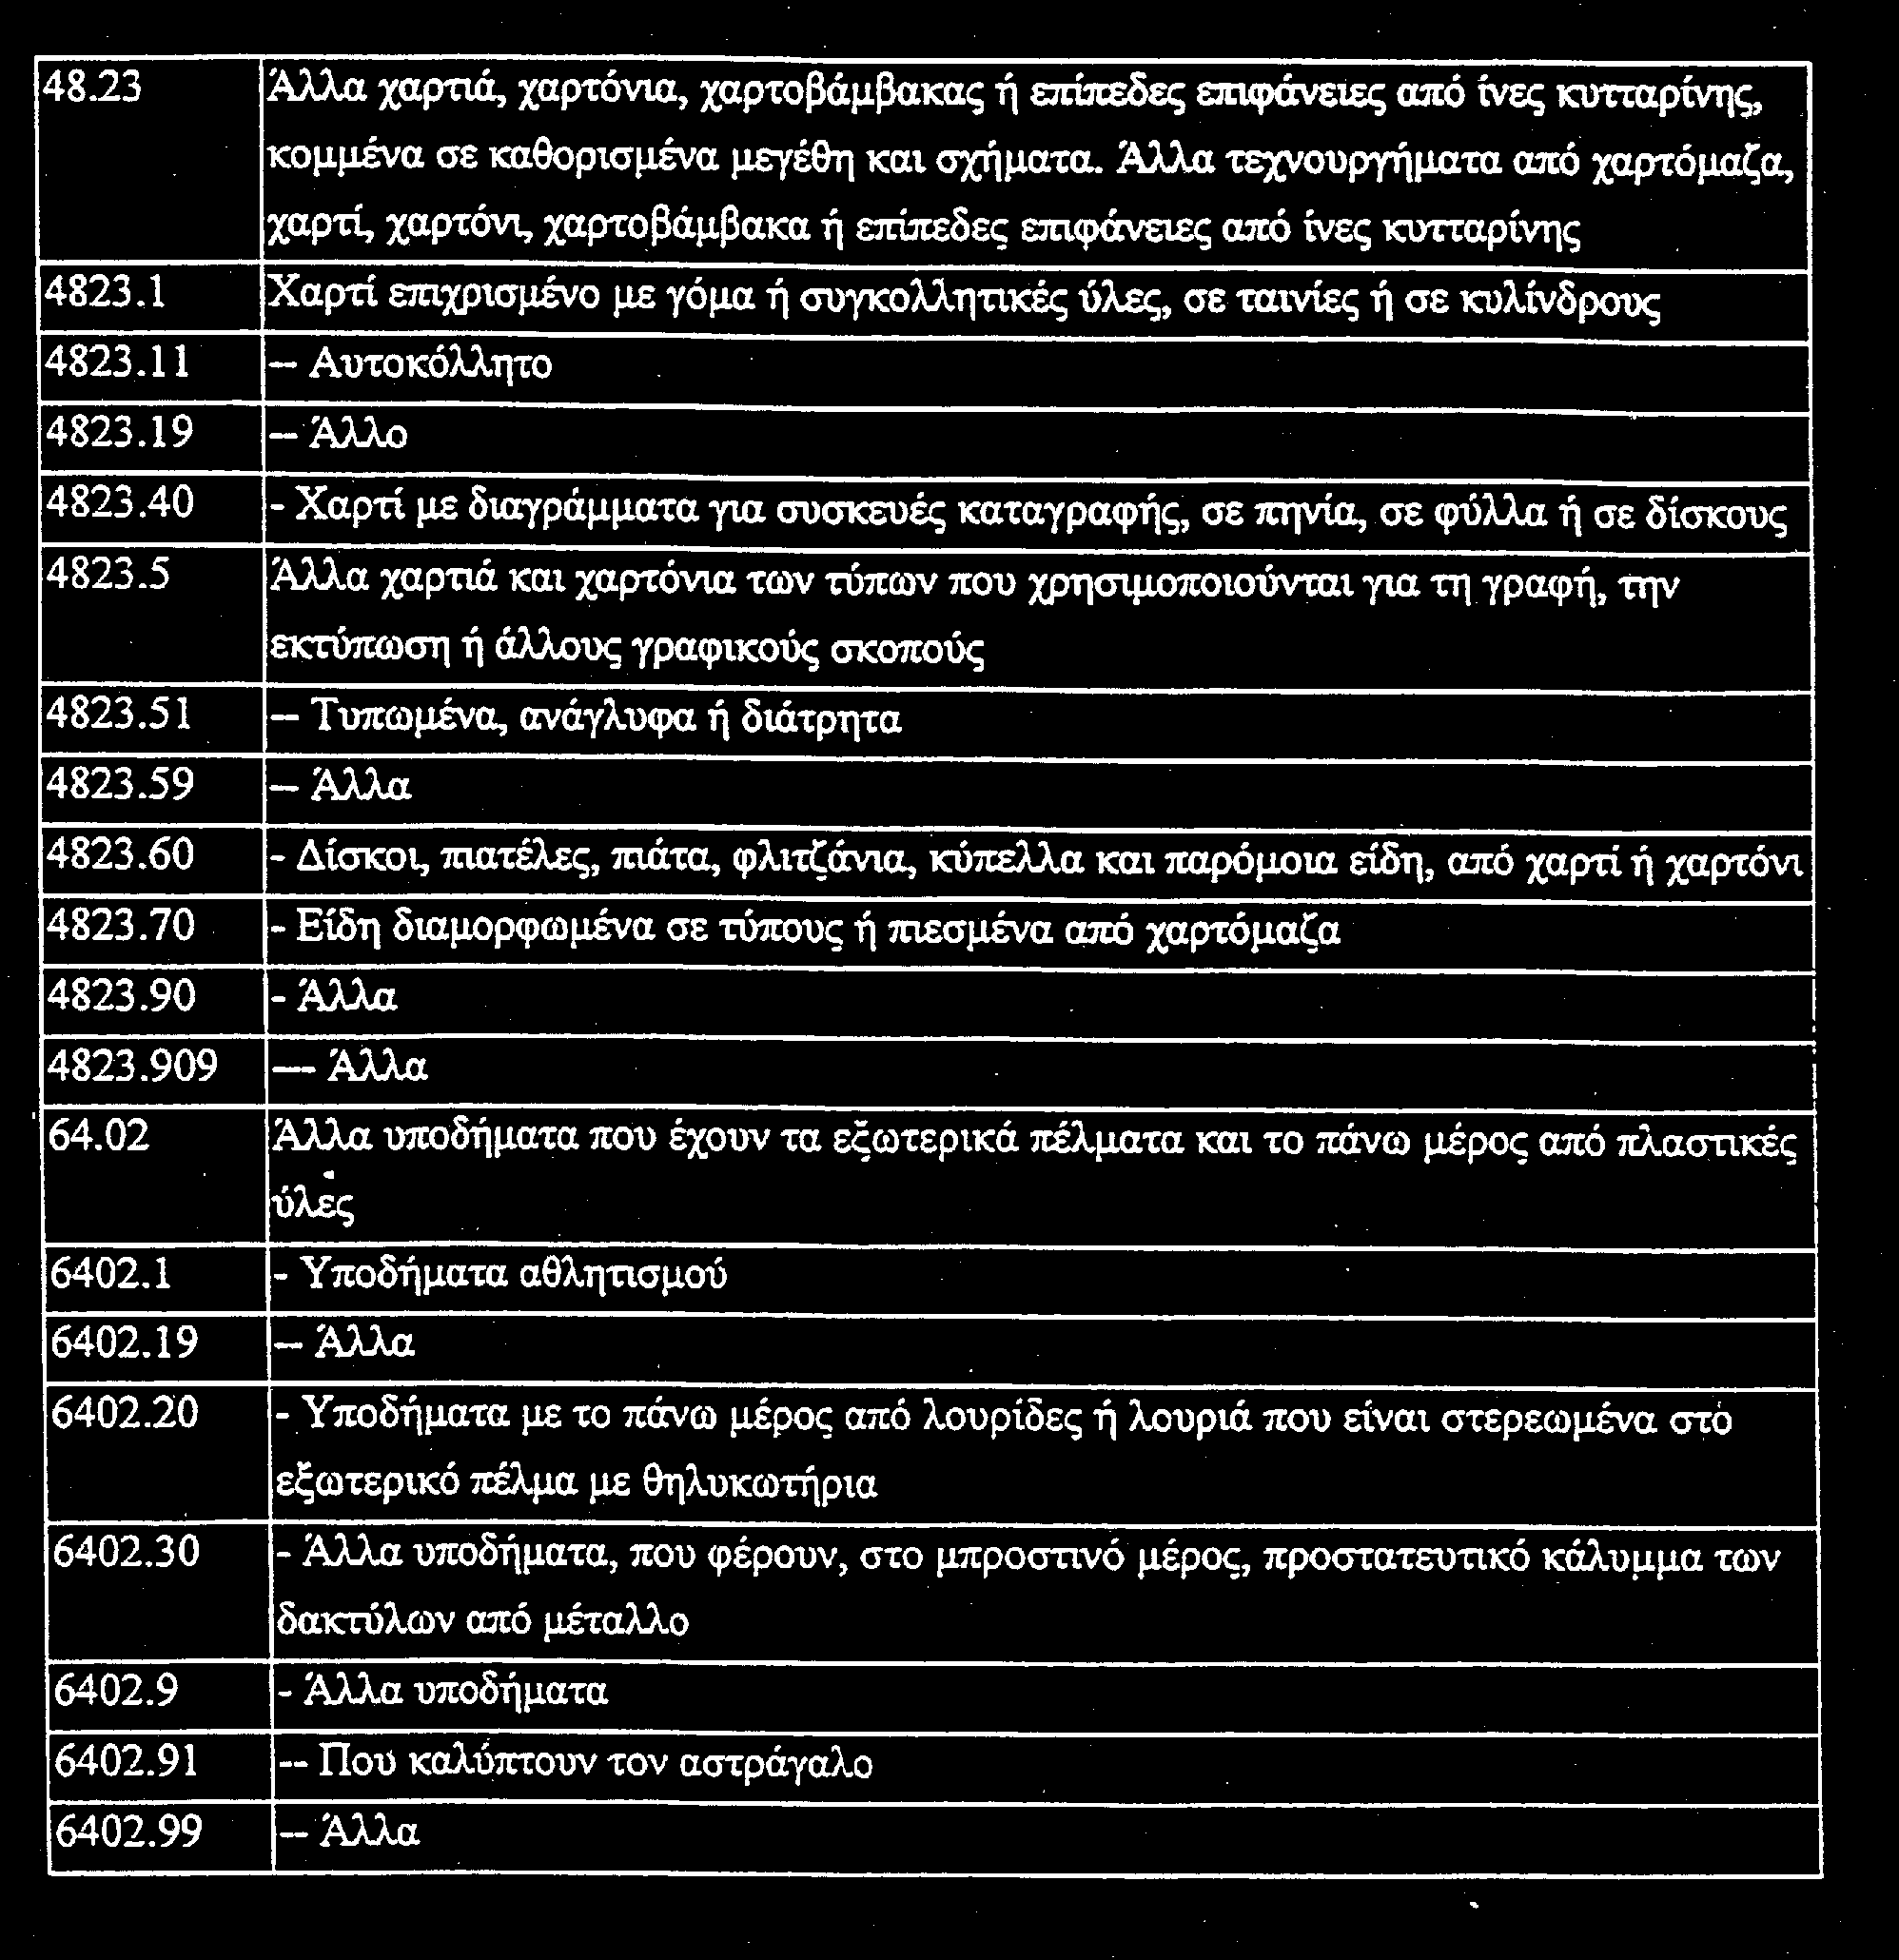 48.23 Άλλα χαρτιά, χαρτόνια, χαρτοβάμβακας ή επίπεδες επιφάνειες από ίνες κυτταρίνης,
κομμένα σε καθορισμένα μεγέθη και σχήματα. Άλλα τεχνουργήματα από χαρτόμαζα,
χαρτί, χαρτόνι, χαρτοβάμβακα ή επίπεδες επιφάνειες από ίνες κυτταρίνης
4823.1 Χαρτί επιχρισμένο με γόμα ή συγκολλητικές ύλες, σε ταινίες ή σε κυλίνδρους
4823.11 -- Αυτοκόλλητο
4823.19 -- Άλλο
4823.40 - Χαρτί με διαγράμματα για συσκευές καταγραφής, σε πηνία, σε φύλλα ή σε δίσκους
4823.5 Άλλα χαρτιά και χαρτόνια των τύπων που χρησιμοποιούνται για τη γραφή, την
εκτύπωση ή άλλους γραφικούς σκοπούς
4823.51 -- Τυπωμένα, ανάγλυφα ή διάτρητα
4823.59 -- Άλλα
4823.60 - Δίσκοι, πιατέλες, πιάτα, φλιτζάνια, κύπελλα και παρόμοια είδη, από χαρτί ή χαρτόνι
4823.70 - Είδη διαμορφωμένα σε τύπους ή πιεσμένα από χαρτόμαζα
4823.90 - Άλλα
4823.909 --- Άλλα
64.02 Άλλα υποδήματα που έχουν τα εξωτερικά πέλματα και το πάνω μέρος από πλαστικές
ύλες
6402.1 - Υποδήματα αθλητισμού
6402.19 -- Άλλα
6402.20 - Υποδήματα με το πάνω μέρος από λουρίδες ή λουριά που είναι στερεωμένα στο
εξωτερικό πέλμα με θηλυκωτήρια
6402.30 - Άλλα υποδήματα, που φέρουν, στο μπροστινό μέρος, προστατευτικό κάλυμμα των
δακτύλων από μέταλλο
6402.9 - Άλλα υποδήματα
6402.91 -- Που καλύπτουν τον αστράγαλο
6402.99 -- Άλλα